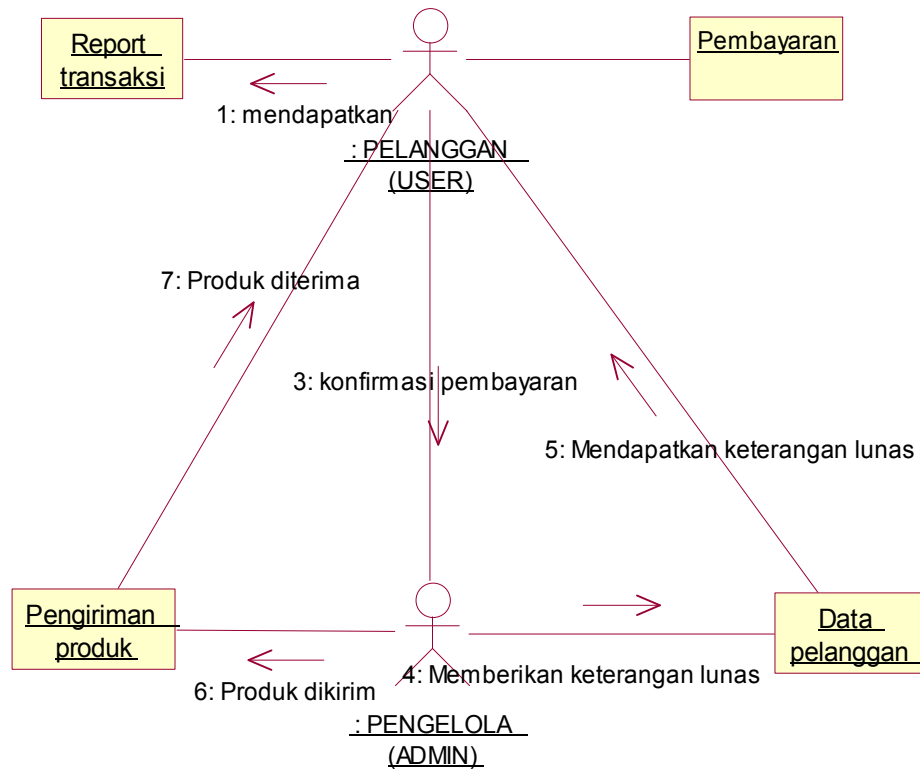 Report
transaksi
Pembayaran
1: mendapatkan
: PELANGGAN
(USER)
7: Produk diterima
3: konfirmasi pembayaran
5: Mendapatkan keterangan lunas
Pengiriman
produk
Data
pelanggan
6: Produk dikirim
4: Memberikan keterangan lunas
: PENGELOLA
(ADMIN)